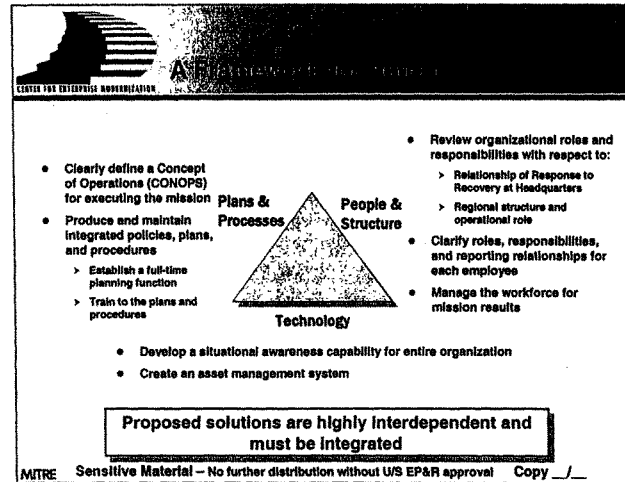 CENTER FOR ENTERPRISE MODERNIZATION
A Framework
• Clearly define a Concept
of Operations (CONOPS)
for executing the mission
• Produce and maintain
integrated policies, plans,
and procedures
➢ Establish a full-time
planning function
➢ Train to the plans and
procedures
Plans &
Processes
People &
Structure
Technology
• Review organizational roles and
responsibilities with respect to:
➢ Relationship of Response to
Recovery at Headquarters
➢ Regional structure and
operational role
• Clarify roles, responsibilities,
and reporting relationships for
each employee
• Manage the workforce for
mission results
• Develop a situational awareness capability for entire organization
• Create an asset management system
Proposed solutions are highly interdependent and
must be integrated
MITRE Sensitive Material – No further distribution without U/S EP&R approval Copy __/__